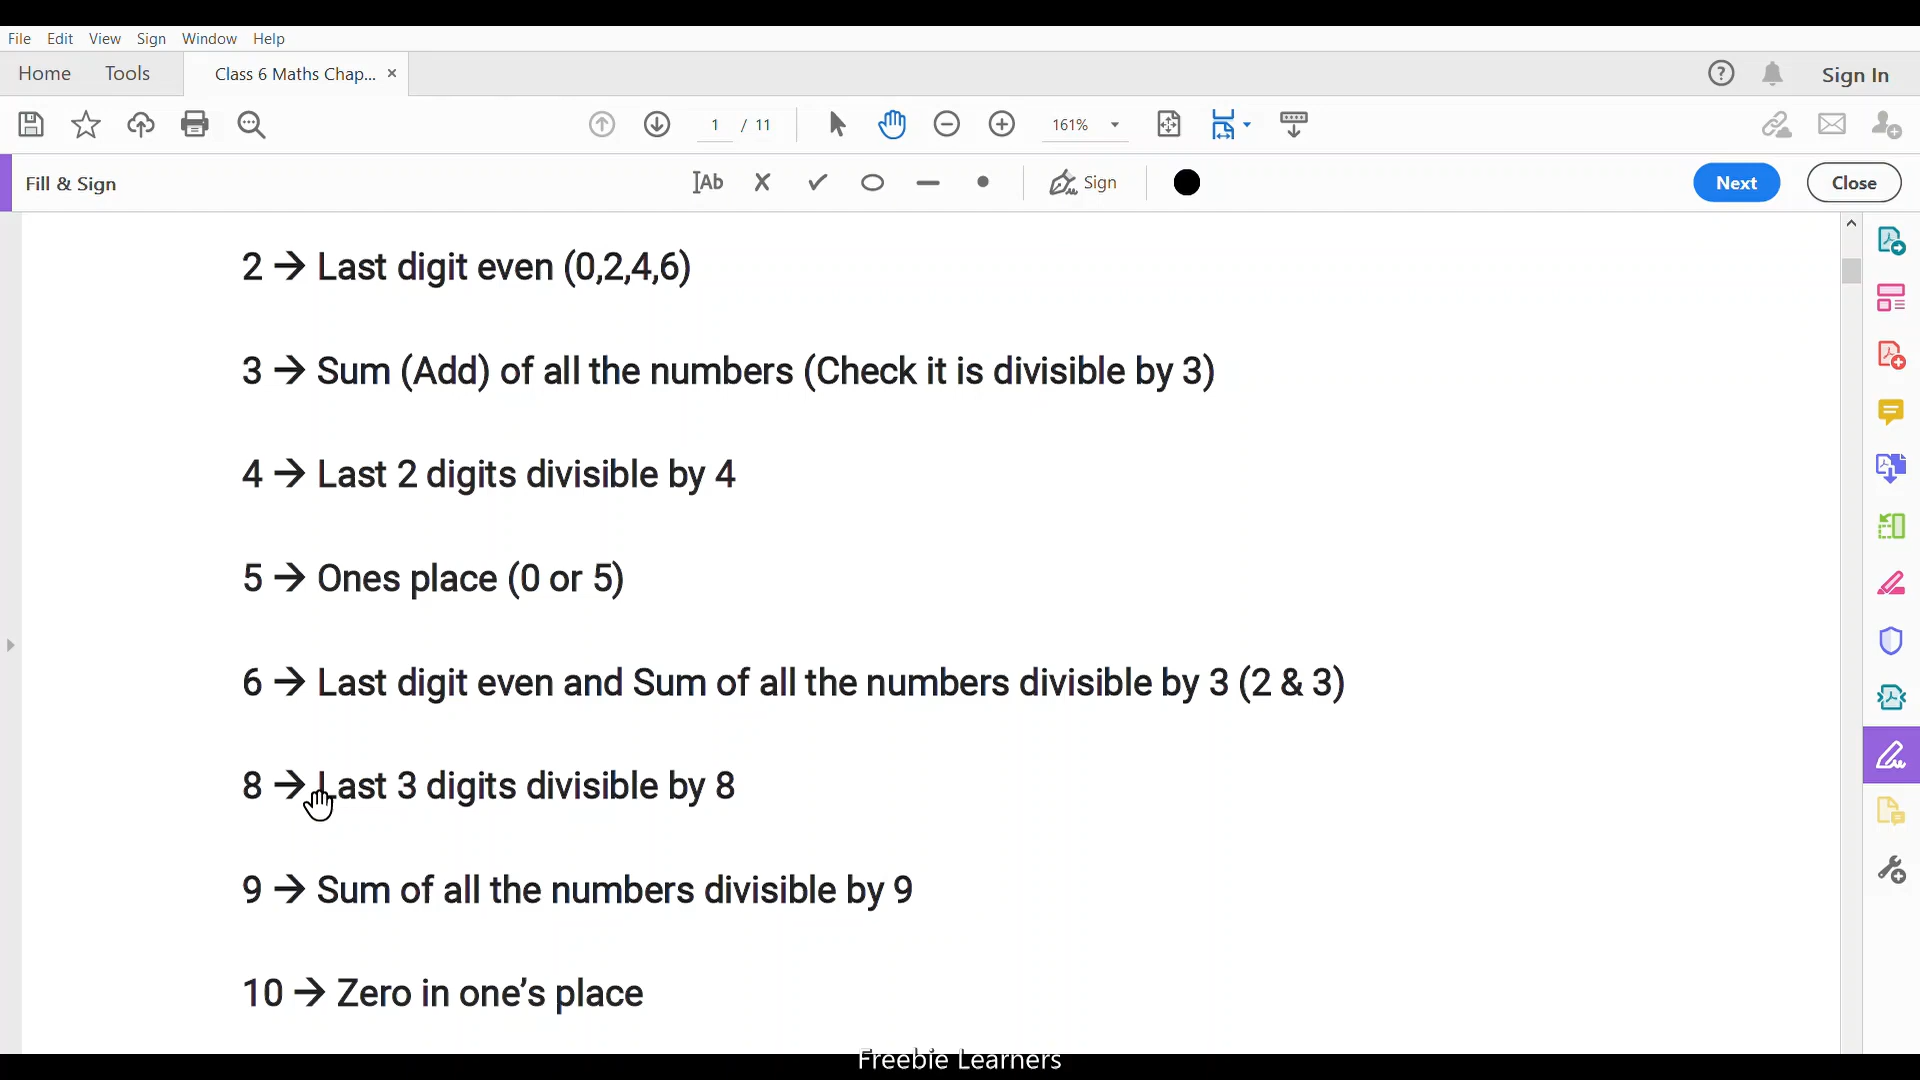 File Edit View Sign Window Help
Home Tools Class 6 Maths Chap... × Sign In
1 / 11 161%
Fill & Sign Ab Sign Next Close
2 → Last digit even (0,2,4,6)
3 → Sum (Add) of all the numbers (Check it is divisible by 3)
4 → Last 2 digits divisible by 4
5 → Ones place (0 or 5)
6 → Last digit even and Sum of all the numbers divisible by 3 (2 & 3)
8 → Last 3 digits divisible by 8
9 → Sum of all the numbers divisible by 9
10 → Zero in one's place
Freebie Learners